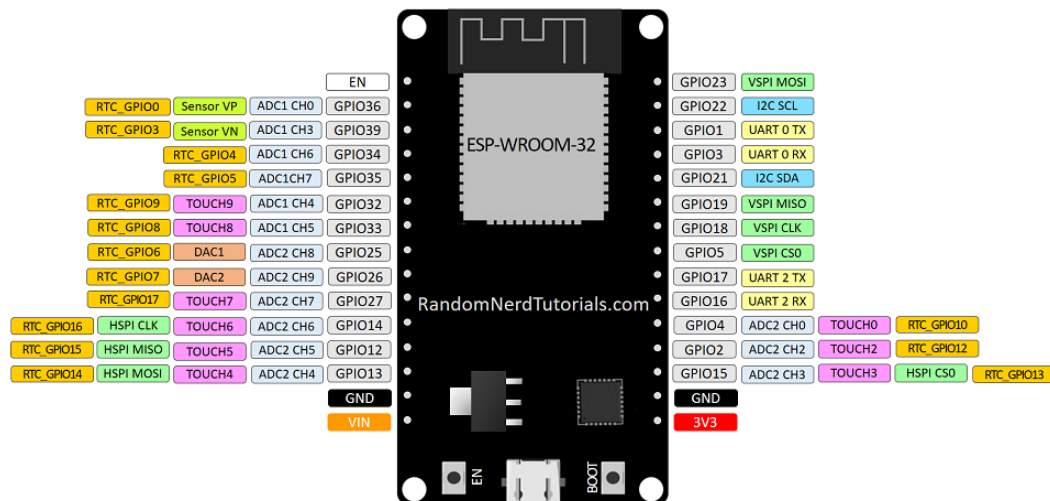 EN GPIO23 VSPI MOSI
RTC_GPIO0 Sensor VP ADC1 CH0 GPIO36 GPIO22 I2C SCL
RTC_GPIO3 Sensor VN ADC1 CH3 GPIO39 GPIO1 UART 0 TX
RTC_GPIO4 ADC1 CH6 GPIO34 ESP-WROOM-32 GPIO3 UART 0 RX
RTC_GPIO5 ADC1CH7 GPIO35 GPIO21 I2C SDA
RTC_GPIO9 TOUCH9 ADC1 CH4 GPIO32 GPIO19 VSPI MISO
RTC_GPIO8 TOUCH8 ADC1 CH5 GPIO33 GPIO18 VSPI CLK
RTC_GPIO6 DAC1 ADC2 CH8 GPIO25 GPIO5 VSPI CS0
RTC_GPIO7 DAC2 ADC2 CH9 GPIO26 GPIO17 UART 2 TX
RTC_GPIO17 TOUCH7 ADC2 CH7 GPIO27 RandomNerdTutorials.com GPIO16 UART 2 RX
RTC_GPIO16 HSPI CLK TOUCH6 ADC2 CH6 GPIO14 GPIO4 ADC2 CH0 TOUCH0 RTC_GPIO10
RTC_GPIO15 HSPI MISO TOUCH5 ADC2 CH5 GPIO12 GPIO2 ADC2 CH2 TOUCH2 RTC_GPIO12
RTC_GPIO14 HSPI MOSI TOUCH4 ADC2 CH4 GPIO13 GPIO15 ADC2 CH3 TOUCH3 HSPI CS0 RTC_GPIO13
GND GND
VIN 3V3
EN BOOT